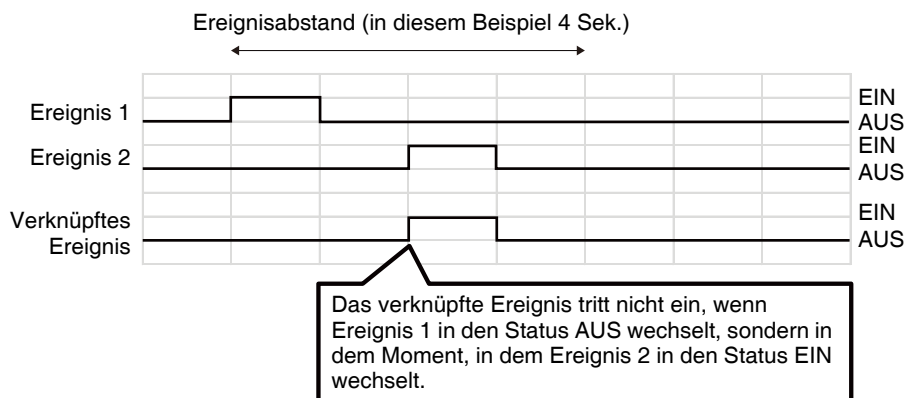 Ereignisabstand (in diesem Beispiel 4 Sek.)
Ereignis 1
EIN
AUS
Ereignis 2
EIN
AUS
Verknüpftes
Ereignis
EIN
AUS
Das verknüpfte Ereignis tritt nicht ein, wenn
Ereignis 1 in den Status AUS wechselt, sondern in
dem Moment, in dem Ereignis 2 in den Status EIN
wechselt.